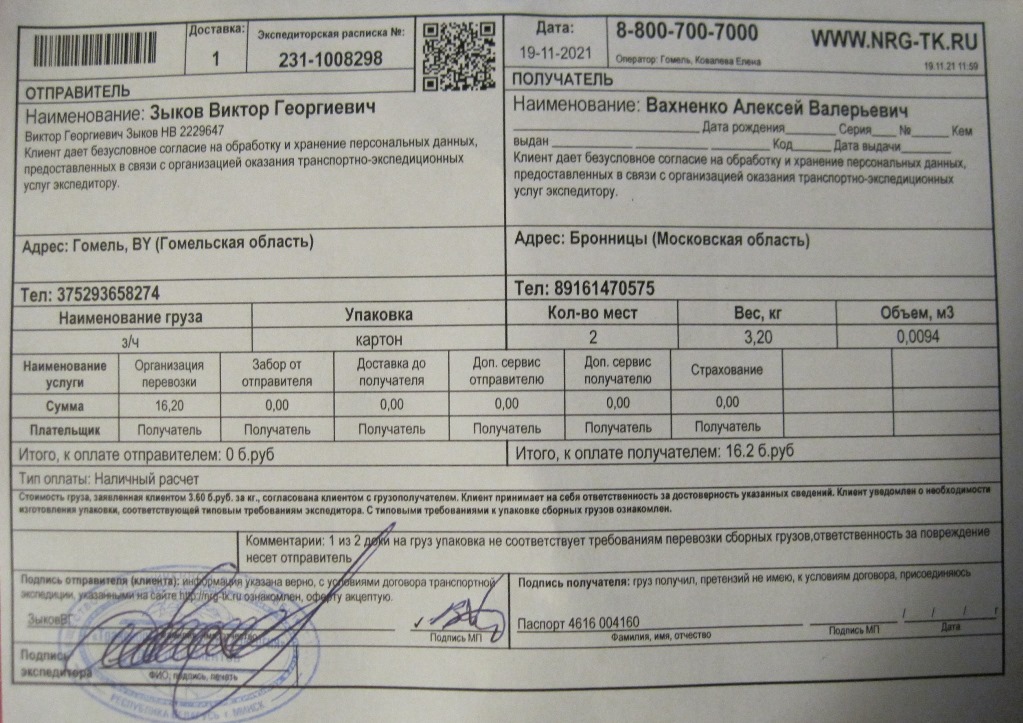 Доставка:
1
Экспедиторская расписка №:
231-1008298
Дата:
19-11-2021
8-800-700-7000
Оператор: Гомель, Ковалева Елена
WWW.NRG-TK.RU
19.11.21 11:59
ОТПРАВИТЕЛЬ
Наименование: Зыков Виктор Георгиевич
Виктор Георгиевич Зыков НВ 2229647
Клиент дает безусловное согласие на обработку и хранение персональных данных,
предоставленных в связи с организацией оказания транспортно-экспедиционных
услуг экспедитору.
Адрес: Гомель, BY (Гомельская область)
Тел: 375293658274
ПОЛУЧАТЕЛЬ
Наименование: Вахненко Алексей Валерьевич
Дата рождения Серия № Кем
выдан Код Дата выдачи
Клиент дает безусловное согласие на обработку и хранение персональных данных,
предоставленных в связи с организацией оказания транспортно-экспедиционных
услуг экспедитору.
Адрес: Бронницы (Московская область)
Тел: 89161470575
Наименование груза Упаковка Кол-во мест Вес, кг Объем, м3
з/ч картон 2 3,20 0,0094
Наименование услуги Организация перевозки Забор от отправителя Доставка до получателя Доп. сервис отправителю Доп. сервис получателю Страхование
Сумма 16,20 0,00 0,00 0,00 0,00 0,00
Плательщик Получатель Получатель Получатель Получатель Получатель Получатель
Итого, к оплате отправителем: 0 б.руб
Итого, к оплате получателем: 16.2 б.руб
Тип оплаты: Наличный расчет
Стоимость груза, заявленная клиентом 3.60 б.руб. за кг., согласована клиентом с грузополучателем. Клиент принимает на себя ответственность за достоверность указанных сведений. Клиент уведомлен о необходимости
изготовления упаковки, соответствующей типовым требованиям экспедитора. С типовыми требованиями к упаковке сборных грузов ознакомлен.
Комментарии: 1 из 2 доки на груз упаковка не соответствует требованиям перевозки сборных грузов,ответственность за повреждение
несет отправитель
Подпись отправителя (клиента): информация указана верно, с условиями договора транспортной
экспедиции, указанными на сайте http://nrg-tk.ru ознакомлен, оферту акцептую.
ЗыковВГ
Подпись МП
Подпись
экспедитора
ФИО, подпись, печать
РЕСПУБЛИКА БЕЛАРУСЬ г. МИНСК
Подпись получателя: груз получил, претензий не имею, к условиям договора, присоединяюсь
Паспорт 4616 004160
Фамилия, имя, отчество
Подпись МП
/ / / г
Дата